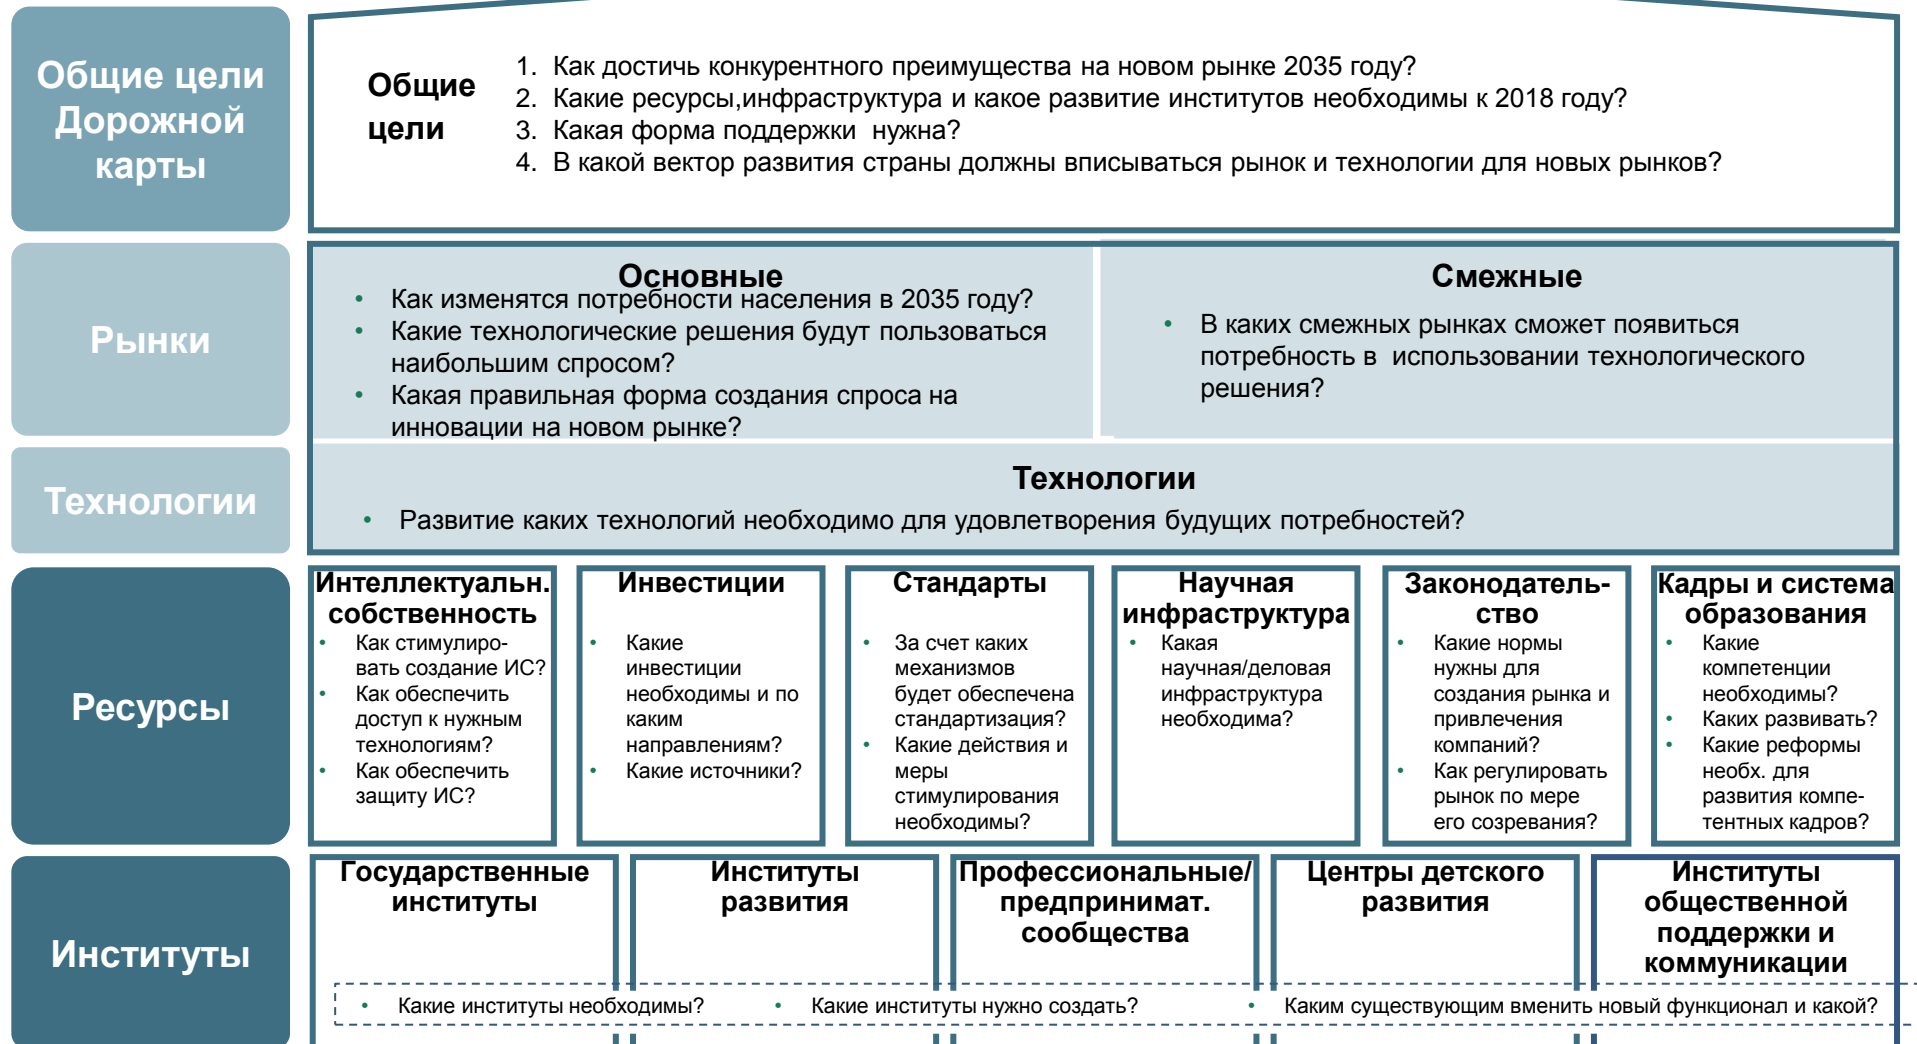 Общие цели
Дорожной
карты
Общие
цели
1. Как достичь конкурентного преимущества на новом рынке 2035 году?
2. Какие ресурсы,инфраструктура и какое развитие институтов необходимы к 2018 году?
3. Какая форма поддержки нужна?
4. В какой вектор развития страны должны вписываться рынок и технологии для новых рынков?
Рынки
Основные
• Как изменятся потребности населения в 2035 году?
• Какие технологические решения будут пользоваться
наибольшим спросом?
• Какая правильная форма создания спроса на
инновации на новом рынке?
Смежные
• В каких смежных рынках сможет появиться
потребность в использовании технологического
решения?
Технологии
Технологии
• Развитие каких технологий необходимо для удовлетворения будущих потребностей?
Ресурсы
Интеллектуальн.
собственность
• Как стимулиро-
вать создание ИС?
• Как обеспечить
доступ к нужным
технологиям?
• Как обеспечить
защиту ИС?
Инвестиции
• Какие
инвестиции
необходимы и по
каким
направлениям?
• Какие источники?
Стандарты
• За счет каких
механизмов
будет обеспечена
стандартизация?
• Какие действия и
меры
стимулирования
необходимы?
Научная
инфраструктура
• Какая
научная/деловая
инфраструктура
необходима?
Законодатель-
ство
• Какие нормы
нужны для
создания рынка и
привлечения
компаний?
• Как регулировать
рынок по мере
его созревания?
Кадры и система
образования
• Какие
компетенции
необходимы?
• Каких развивать?
• Какие реформы
необх. для
развития компе-
тентных кадров?
Институты
Государственные
институты
Институты
развития
Профессиональные/
предпринимат.
сообщества
Центры детского
развития
Институты
общественной
поддержки и
коммуникации
• Какие институты необходимы?
• Какие институты нужно создать?
• Каким существующим вменить новый функционал и какой?